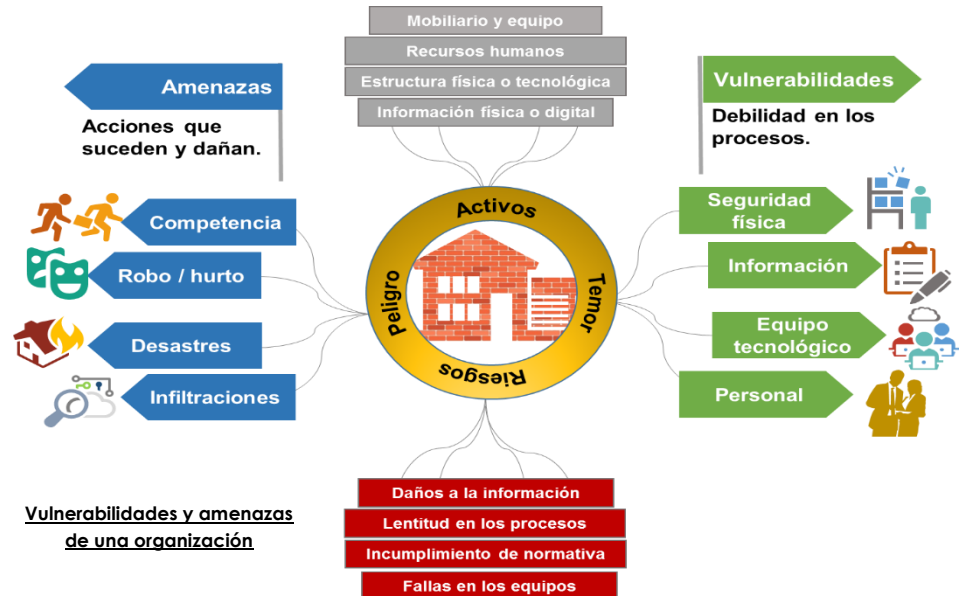 Mobiliario y equipo
Recursos humanos
Estructura física o tecnológica
Información física o digital
Amenazas
Acciones que
suceden y dañan.
Competencia
Robo / hurto
Desastres
Infiltraciones
Activos
Peligro
Temor
Riesgos
Vulnerabilidades
Debilidad en los
procesos.
Seguridad
física
Información
Equipo
tecnológico
Personal
Daños a la información
Lentitud en los procesos
Incumplimiento de normativa
Fallas en los equipos
Vulnerabilidades y amenazas
de una organización